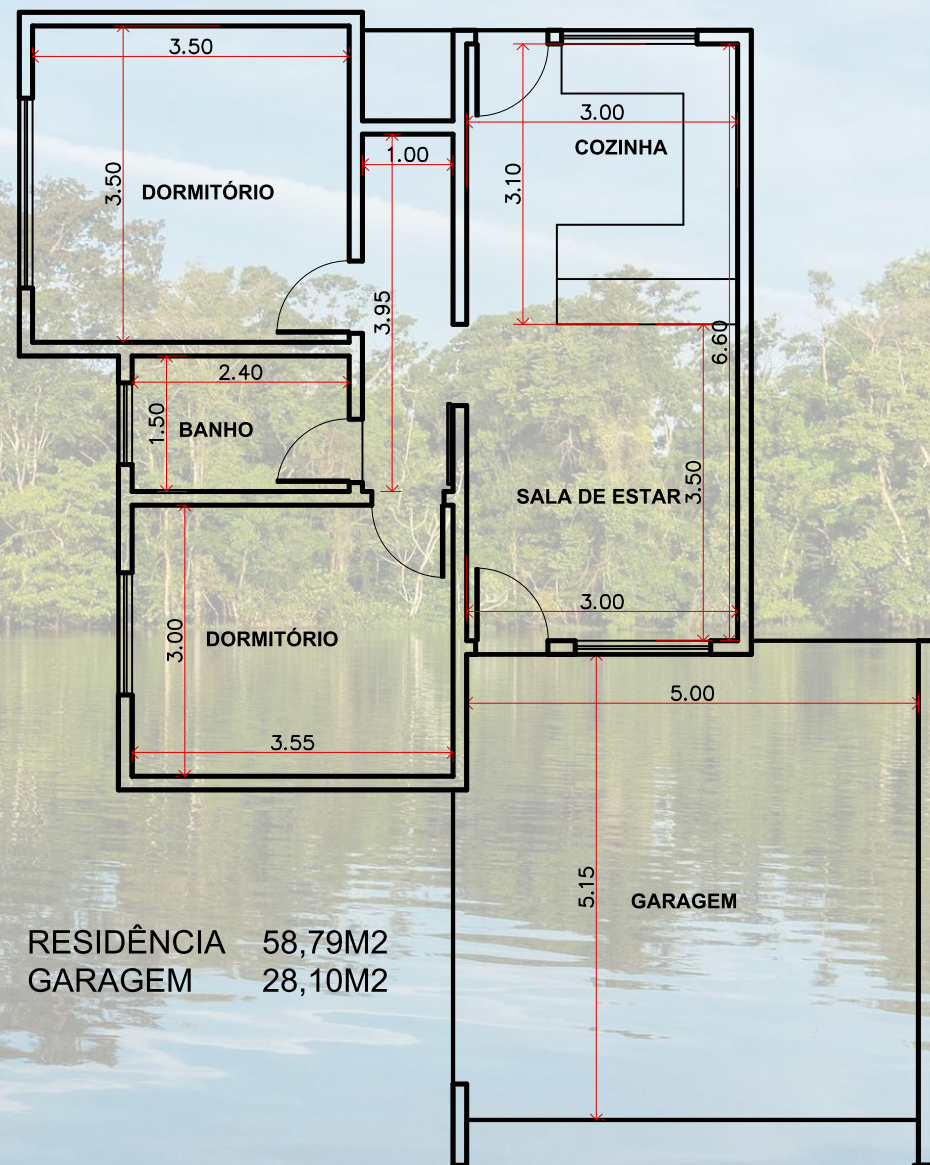 3.50
3.50
DORMITÓRIO
1.00
3.95
3.00
COZINHA
3.10
6.60
2.40
1.50
BANHO
SALA DE ESTAR
3.50
3.00
3.00
DORMITÓRIO
3.55
5.00
5.15
GARAGEM
RESIDÊNCIA 58,79M2
GARAGEM 28,10M2